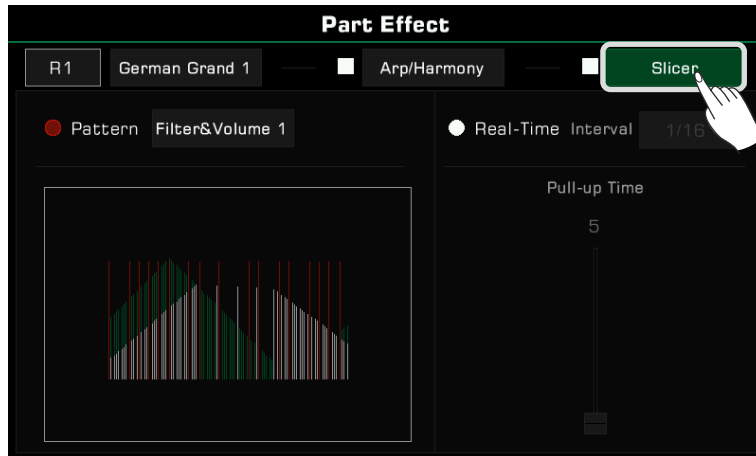 Part Effect
R1 German Grand 1 Arp/Harmony Slicer
Pattern Filter&Volume 1 Real-Time Interval 1/16
Pull-up Time
5